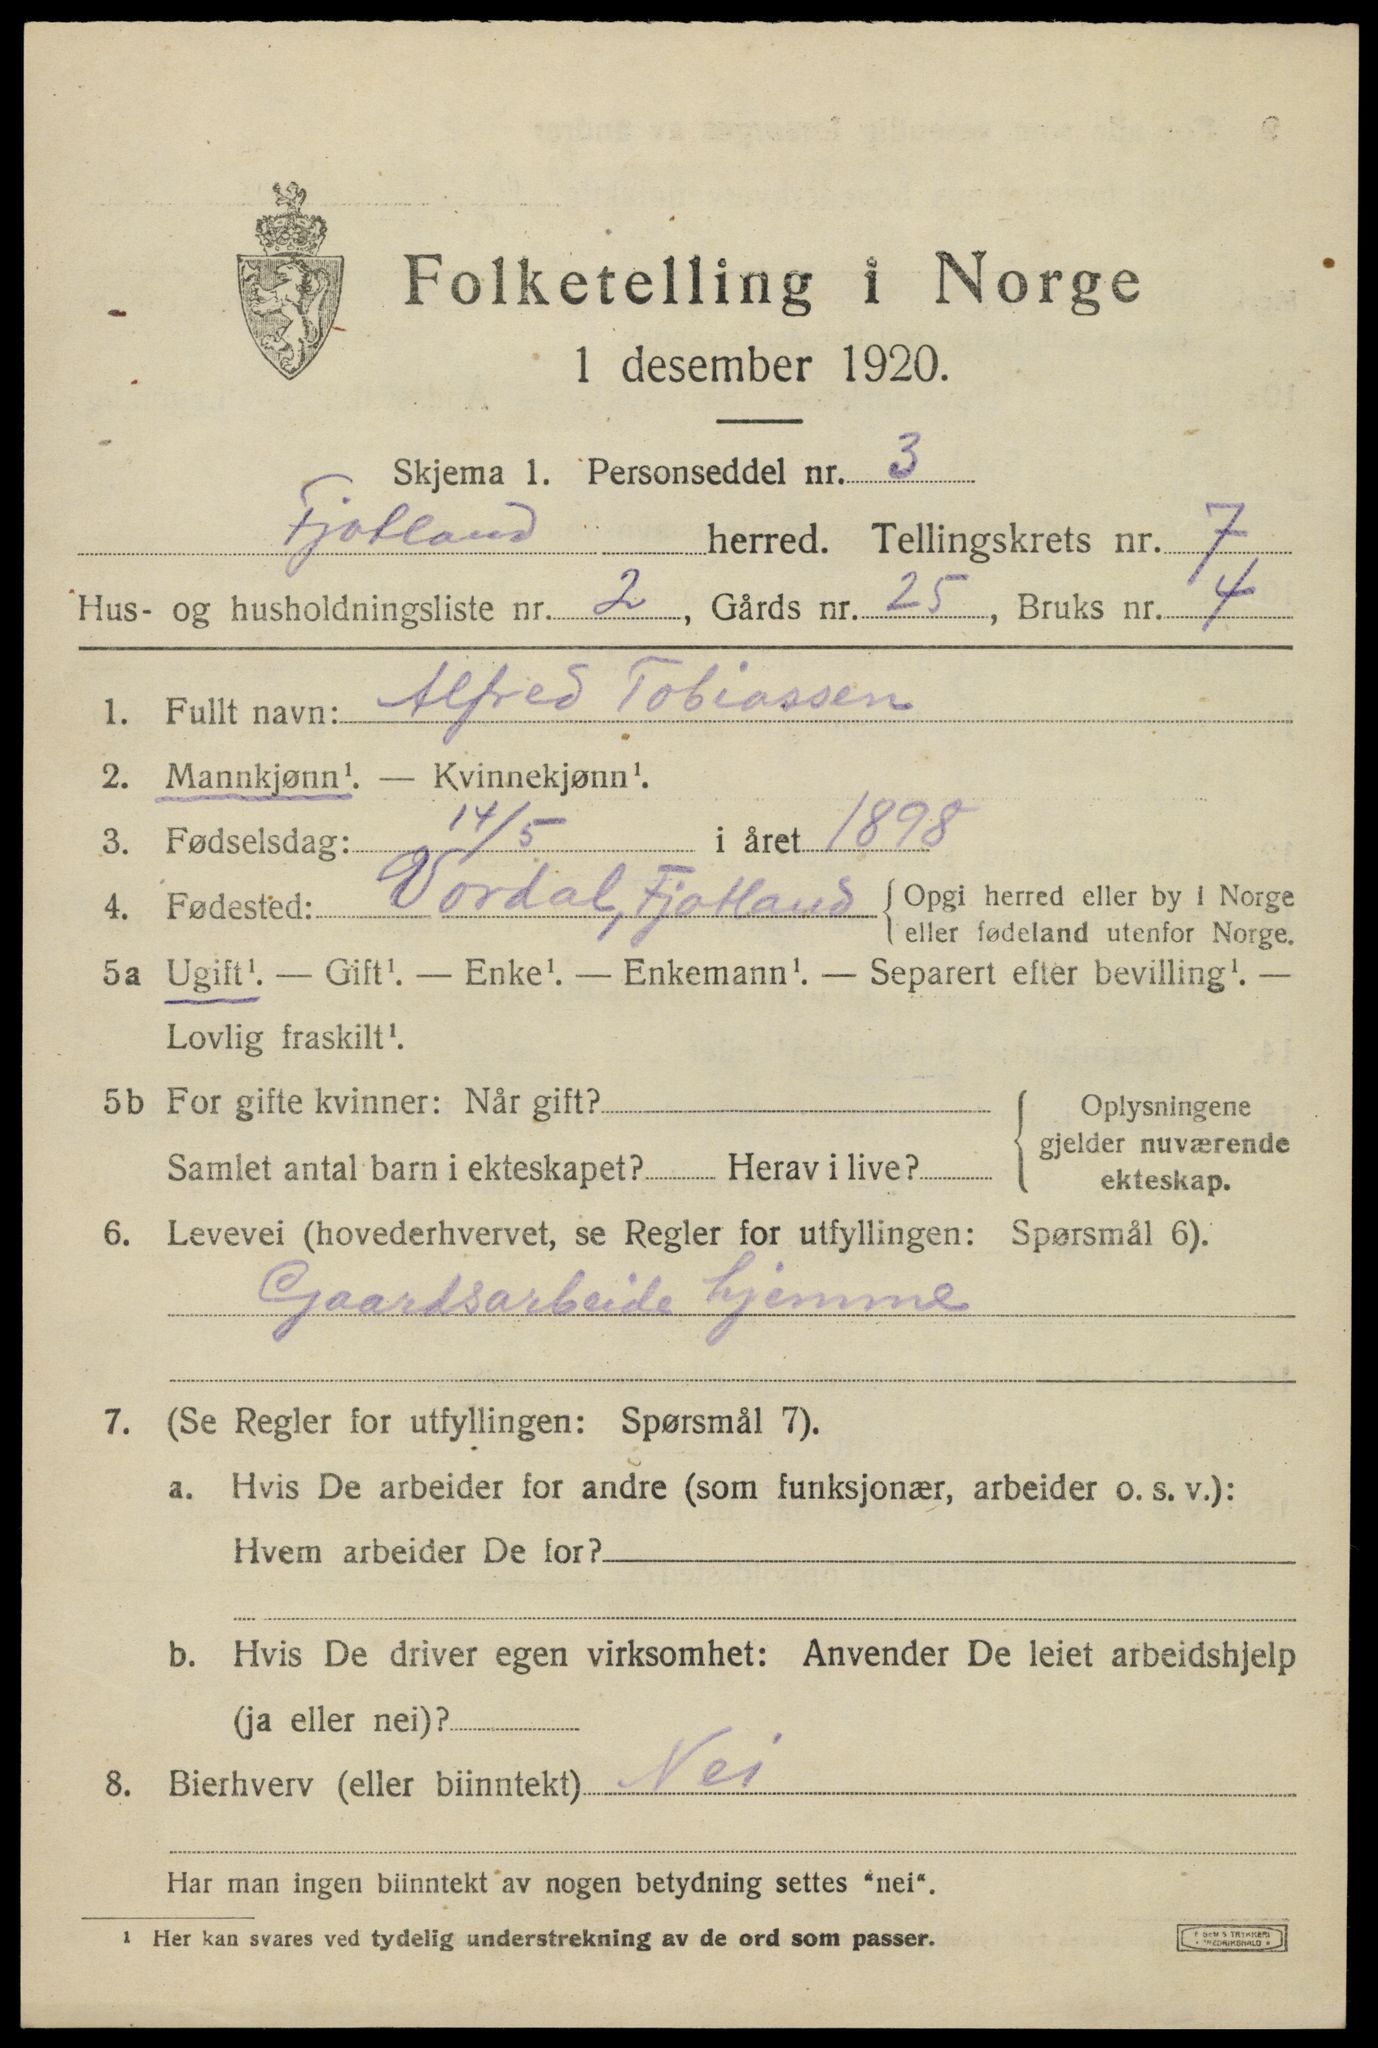 Folketelling i Norge
1 desember 1920.
Skjema 1. Personseddel nr. 3
Fjotland herred. Tellingskrets nr. 7
Hus- og husholdningsliste nr. 2, Gårds nr. 25, Bruks nr. 4
1. Fullt navn: Alfred Tobiassen
2. Mannkjønn¹. — Kvinnekjønn¹.
3. Fødselsdag: 14/5 i året 1898
4. Fødested: Vordal, Fjotland { Opgi herred eller by i Norge
eller fødeland utenfor Norge.
5a Ugift¹. — Gift¹. — Enke¹. — Enkemann¹. — Separert efter bevilling¹. —
Lovlig fraskilt¹.
5b For gifte kvinner: Når gift?
Samlet antal barn i ekteskapet? Herav i live?
Oplysningene
gjelder nuværende
ekteskap.
6. Levevei (hovederhvervet, se Regler for utfyllingen: Spørsmål 6).
Gaardsarbeide hjemme
7. (Se Regler for utfyllingen: Spørsmål 7).
a. Hvis De arbeider for andre (som funksjonær, arbeider o. s. v.):
Hvem arbeider De for?
b. Hvis De driver egen virksomhet: Anvender De leiet arbeidshjelp
(ja eller nei)?
8. Bierhverv (eller biinntekt) Nei
Har man ingen biinntekt av nogen betydning settes "nei".
¹ Her kan svares ved tydelig understrekning av de ord som passer.